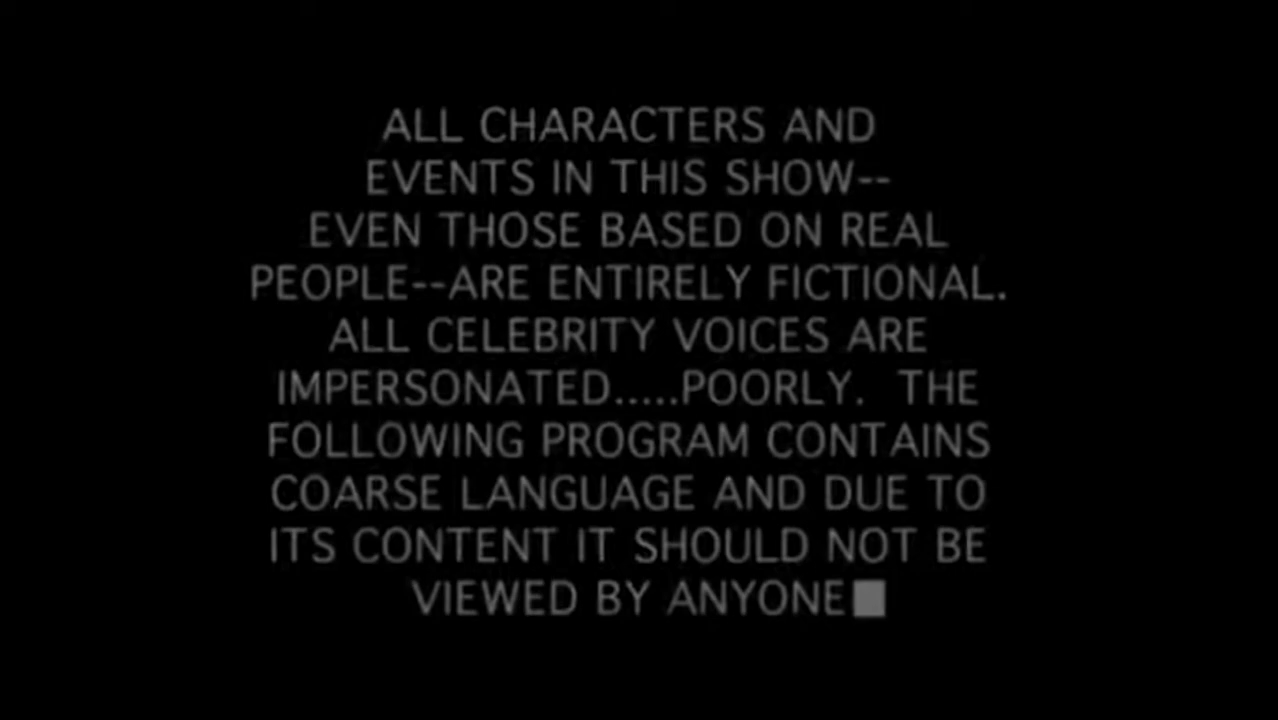 ALL CHARACTERS AND
EVENTS IN THIS SHOW--
EVEN THOSE BASED ON REAL
PEOPLE--ARE ENTIRELY FICTIONAL.
ALL CELEBRITY VOICES ARE
IMPERSONATED.....POORLY.  THE
FOLLOWING PROGRAM CONTAINS
COARSE LANGUAGE AND DUE TO
ITS CONTENT IT SHOULD NOT BE
VIEWED BY ANYONE■